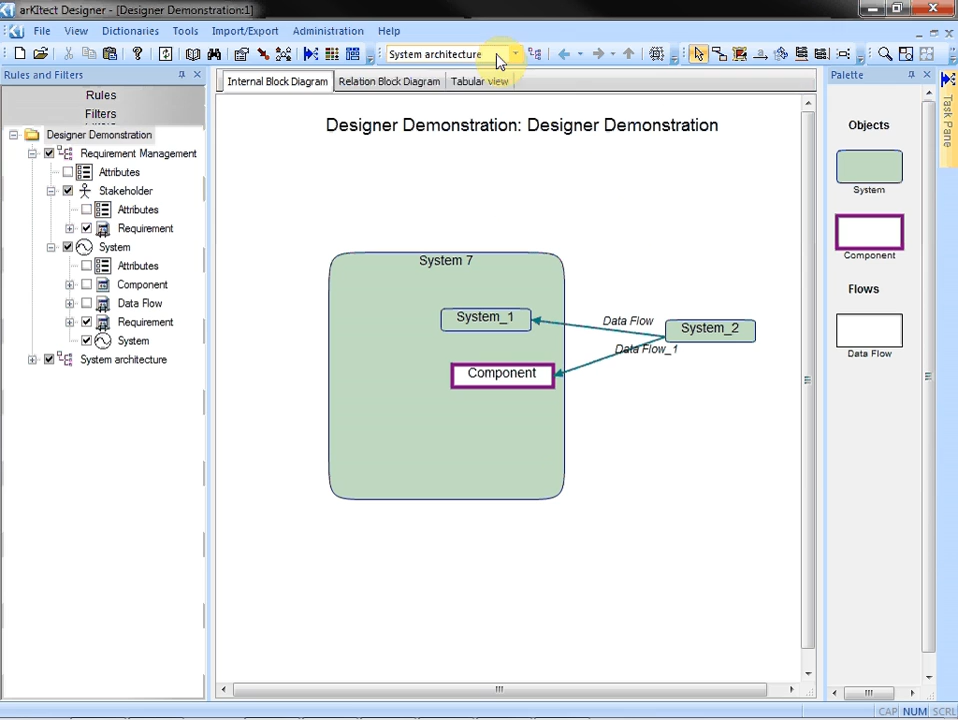 arKItect Designer - [Designer Demonstration:1]
File View Dictionaries Tools Import/Export Administration Help
System architecture
Rules and Filters
Internal Block Diagram Relation Block Diagram Tabular view
Palette
Rules
Filters
Designer Demonstration
Requirement Management
Attributes
Stakeholder
Attributes
Requirement
System
Attributes
Component
Data Flow
Requirement
System
System architecture
Designer Demonstration: Designer Demonstration
System 7
System_1
Data Flow
System_2
Data Flow_1
Component
Objects
System
Component
Flows
Data Flow
Task Pane
CAP NUM SCRL